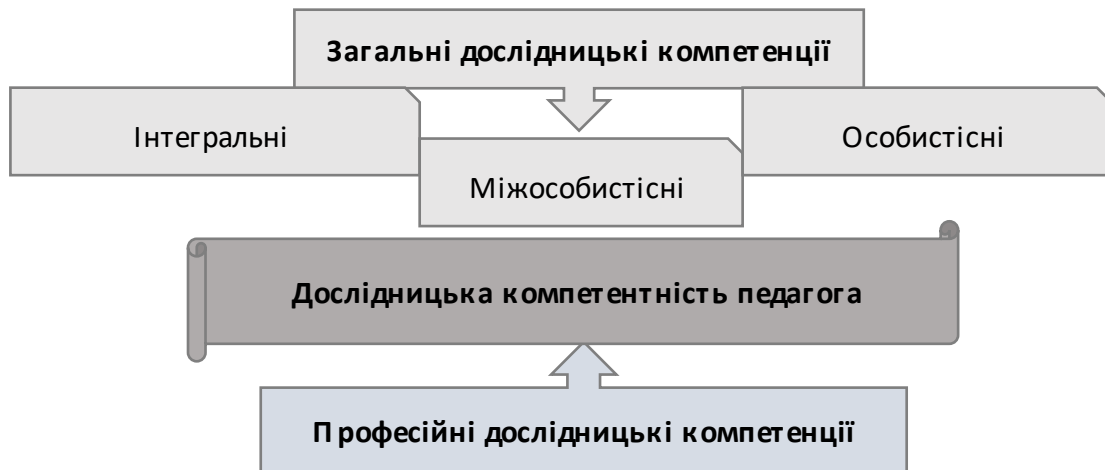 Загальні дослідницькі компетенції
Інтегральні
Особистісні
Міжособистісні
Дослідницька компетентність педагога
Професійні дослідницькі компетенції